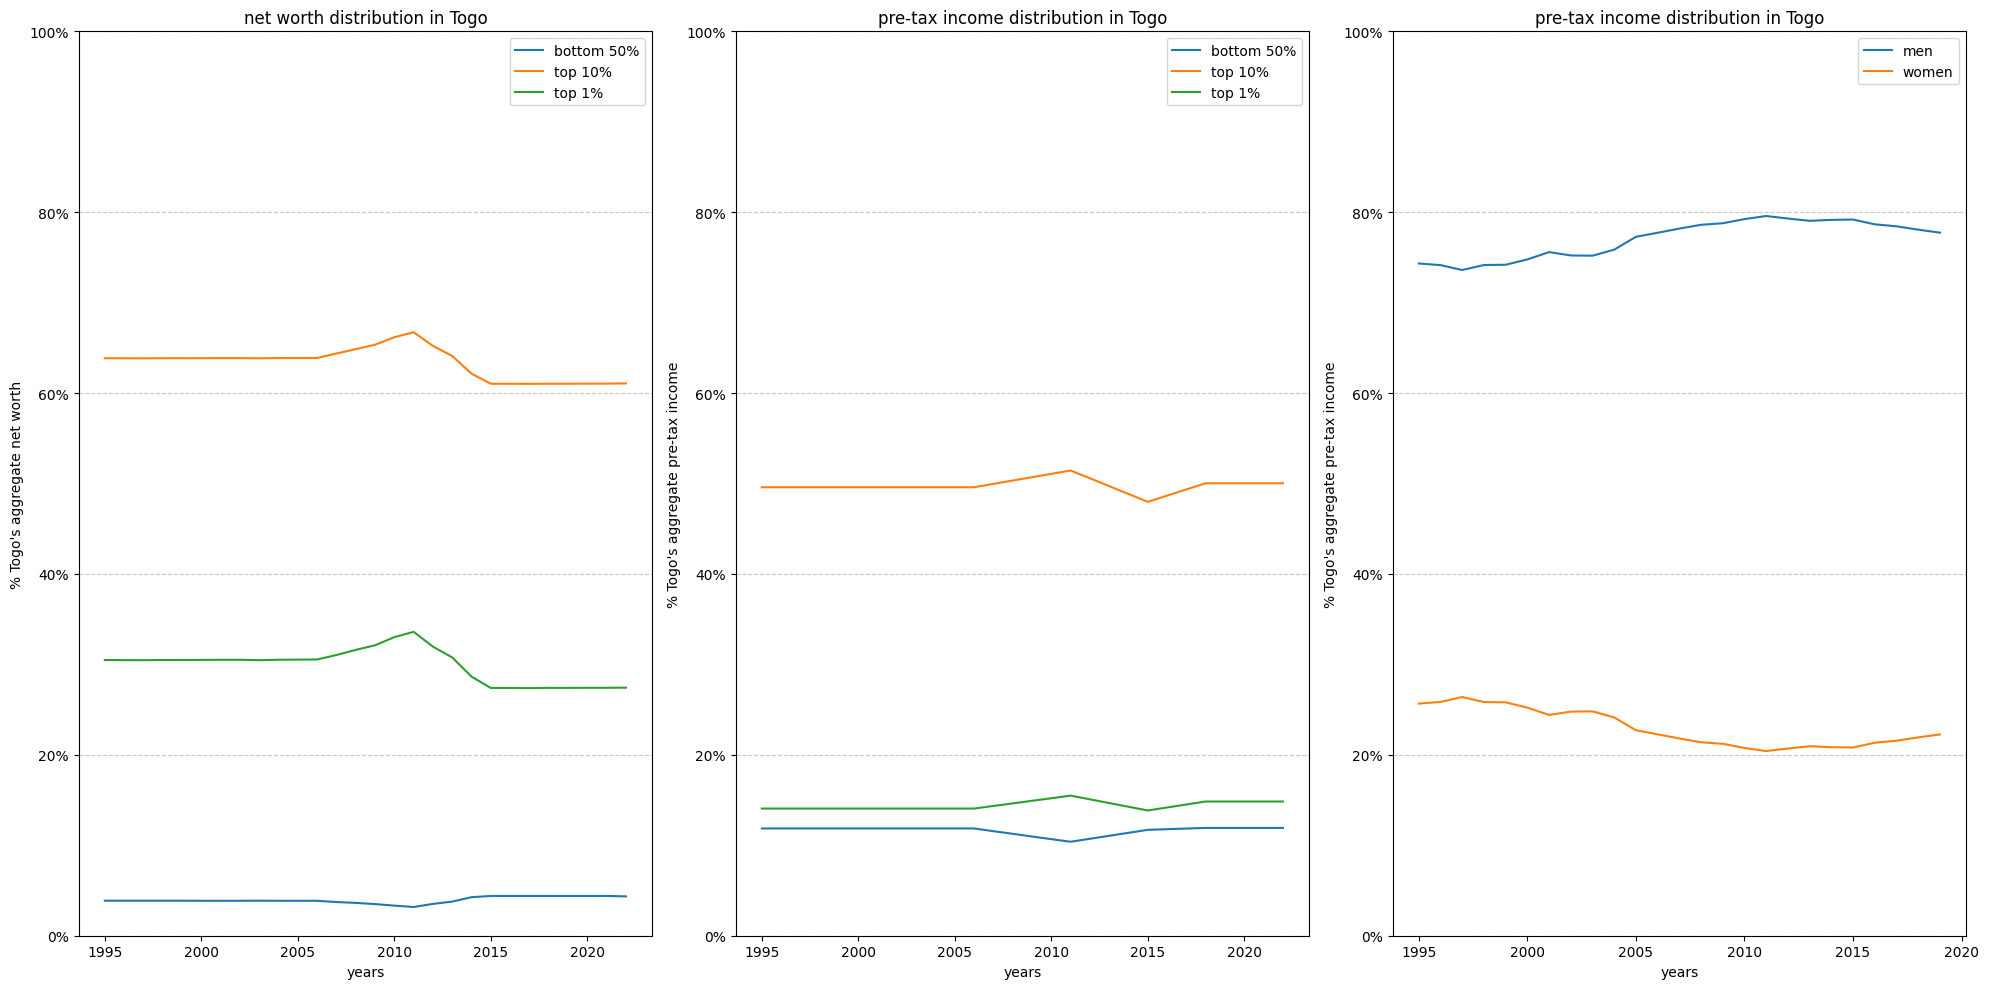 net worth distribution in Togo
100%
80%
60%
40%
20%
0%
% Togo's aggregate net worth
bottom 50%
top 10%
top 1%
1995 2000 2005 2010 2015 2020
years
pre-tax income distribution in Togo
100%
80%
60%
40%
20%
0%
% Togo's aggregate pre-tax income
bottom 50%
top 10%
top 1%
1995 2000 2005 2010 2015 2020
years
pre-tax income distribution in Togo
100%
80%
60%
40%
20%
0%
% Togo's aggregate pre-tax income
men
women
1995 2000 2005 2010 2015 2020
years